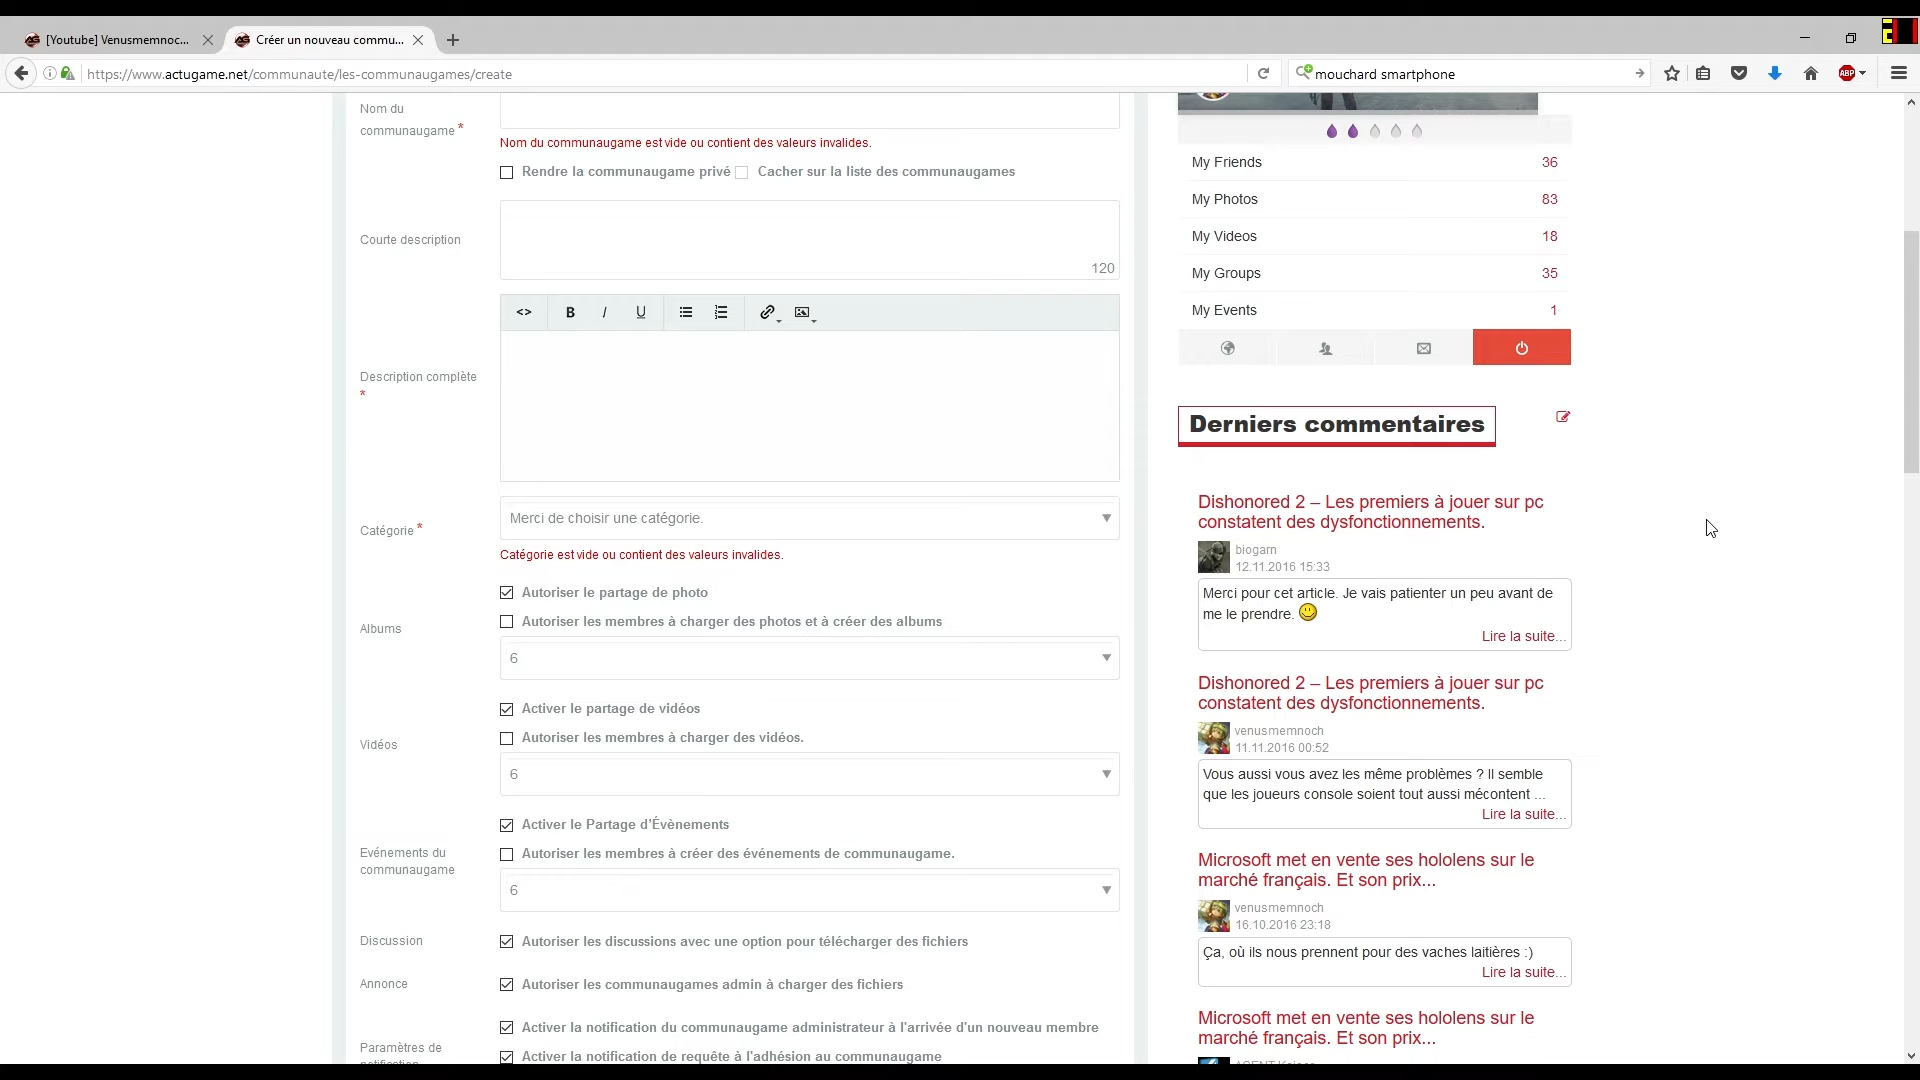 [Youtube] Venusmemnoc...
Créer un nouveau commu...
https://www.actugame.net/communaute/les-communaugames/create
mouchard smartphone
ABP
Nom du
communaugame *
Nom du communaugame est vide ou contient des valeurs invalides.
Rendre la communaugame privé
Cacher sur la liste des communaugames
Courte description
120
<> B I U
Description complète
*
Catégorie *
Merci de choisir une catégorie.
Catégorie est vide ou contient des valeurs invalides.
Albums
Autoriser le partage de photo
Autoriser les membres à charger des photos et à créer des albums
6
Vidéos
Activer le partage de vidéos
Autoriser les membres à charger des vidéos.
6
Evénements du
communaugame
Activer le Partage d'Évènements
Autoriser les membres à créer des événements de communaugame.
6
Discussion
Autoriser les discussions avec une option pour télécharger des fichiers
Annonce
Autoriser les communaugames admin à charger des fichiers
Paramètres de
Activer la notification du communaugame administrateur à l'arrivée d'un nouveau membre
Activer la notification de requête à l'adhésion au communaugame
My Friends 36
My Photos 83
My Videos 18
My Groups 35
My Events 1
Derniers commentaires
Dishonored 2 – Les premiers à jouer sur pc
constatent des dysfonctionnements.
biogarn
12.11.2016 15:33
Merci pour cet article. Je vais patienter un peu avant de
me le prendre.
Lire la suite...
Dishonored 2 – Les premiers à jouer sur pc
constatent des dysfonctionnements.
venusmemnoch
11.11.2016 00:52
Vous aussi vous avez les même problèmes ? Il semble
que les joueurs console soient tout aussi mécontent ...
Lire la suite...
Microsoft met en vente ses hololens sur le
marché français. Et son prix...
venusmemnoch
16.10.2016 23:18
Ça, où ils nous prennent pour des vaches laitières :)
Lire la suite...
Microsoft met en vente ses hololens sur le
marché français. Et son prix...